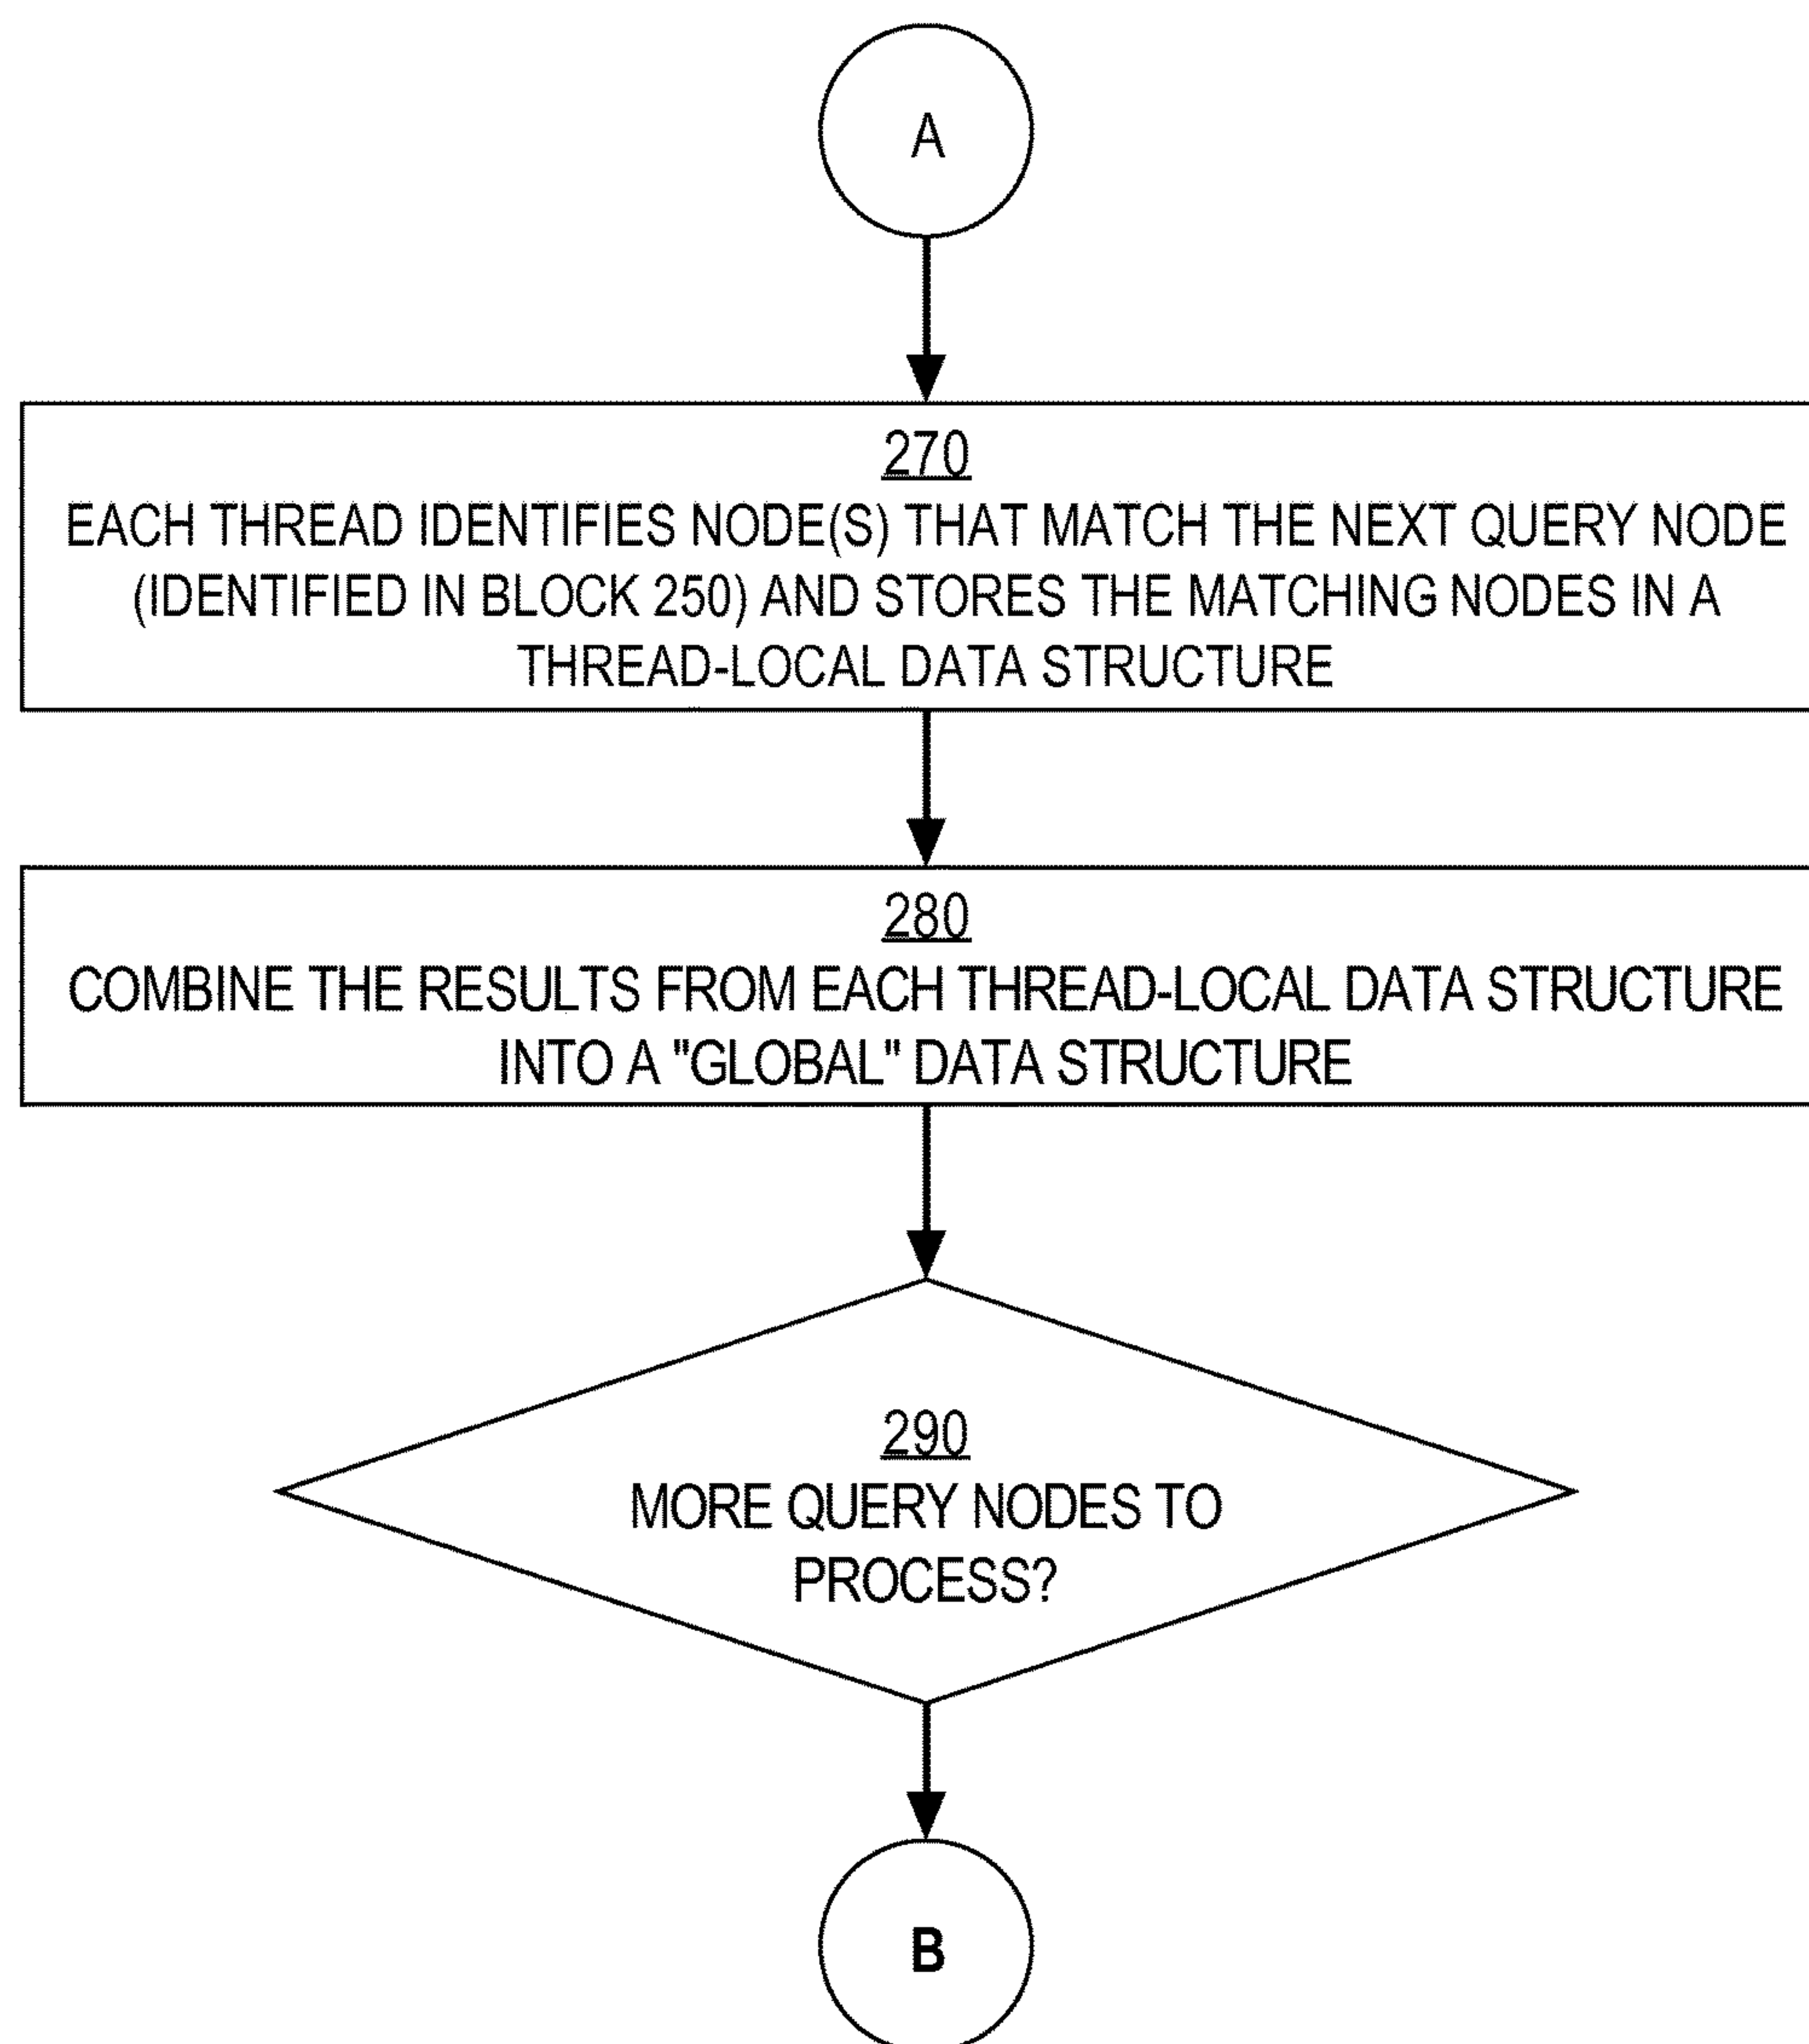 A
270
EACH THREAD IDENTIFIES NODE(S) THAT MATCH THE NEXT QUERY NODE
(IDENTIFIED IN BLOCK 250) AND STORES THE MATCHING NODES IN A
THREAD-LOCAL DATA STRUCTURE
280
COMBINE THE RESULTS FROM EACH THREAD-LOCAL DATA STRUCTURE
INTO A "GLOBAL" DATA STRUCTURE
290
MORE QUERY NODES TO
PROCESS?
B